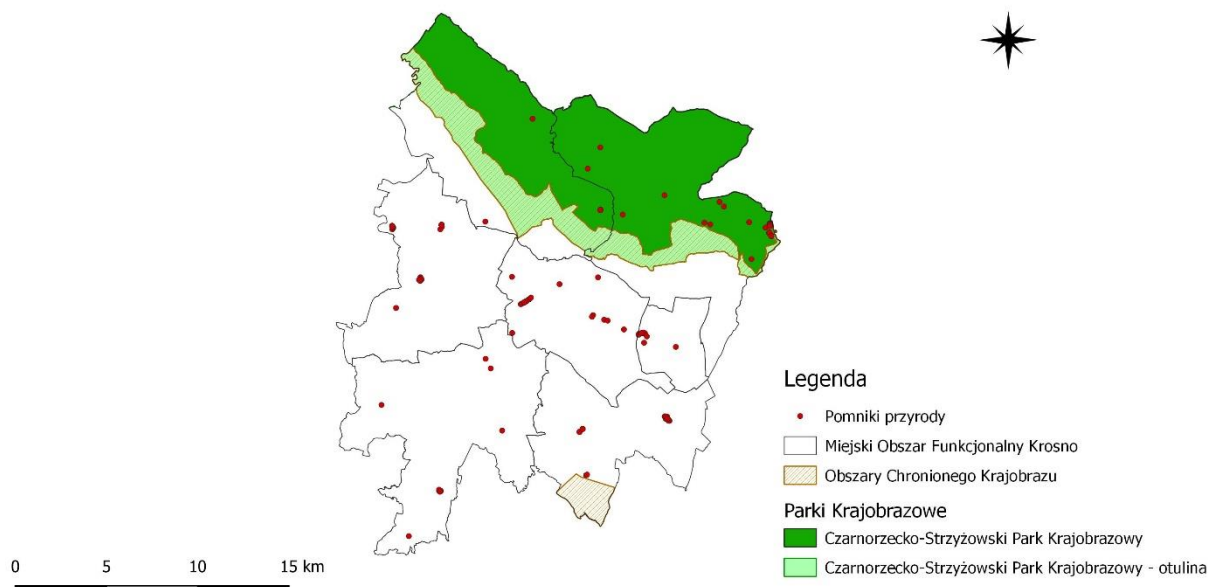 Legenda
Pomniki przyrody
Miejski Obszar Funkcjonalny Krosno
Obszary Chronionego Krajobrazu
Parki Krajobrazowe
Czarnorzecko-Strzyżowski Park Krajobrazowy
Czarnorzecko-Strzyżowski Park Krajobrazowy - otulina
0 5 10 15 km